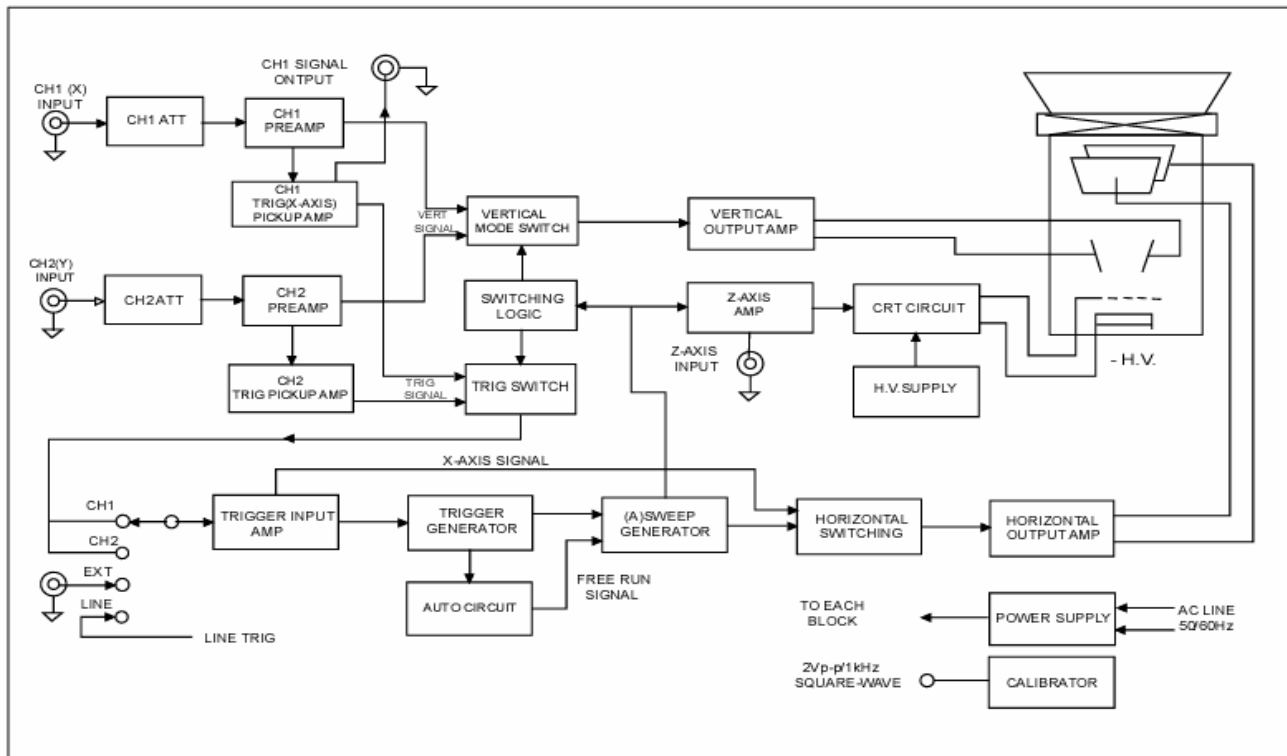 CH1 SIGNAL
ONTPUT
CH1 (X)
INPUT
CH1 ATT
CH1
PREAMP
CH1
TRIG(X-AXIS)
PICKUP AMP
VERT
SIGNAL
VERTICAL
MODE SWITCH
VERTICAL
OUTPUT AMP
CH2(Y)
INPUT
CH2ATT
CH2
PREAMP
SWITCHING
LOGIC
Z-AXIS
AMP
CRT CIRCUIT
Z-AXIS
INPUT
- H.V.
CH2
TRIG PICKUP AMP
TRIG
SIGNAL
TRIG SWITCH
H.V.SUPPLY
X-AXIS SIGNAL
CH1
TRIGGER INPUT
AMP
TRIGGER
GENERATOR
(A)SWEEP
GENERATOR
HORIZONTAL
SWITCHING
HORIZONTAL
OUTPUT AMP
CH2
EXT
AUTO CIRCUIT
FREE RUN
SIGNAL
LINE
LINE TRIG
TO EACH
BLOCK
POWER SUPPLY
AC LINE
50/60Hz
2Vp-p/1kHz
SQUARE-WAVE
CALIBRATOR